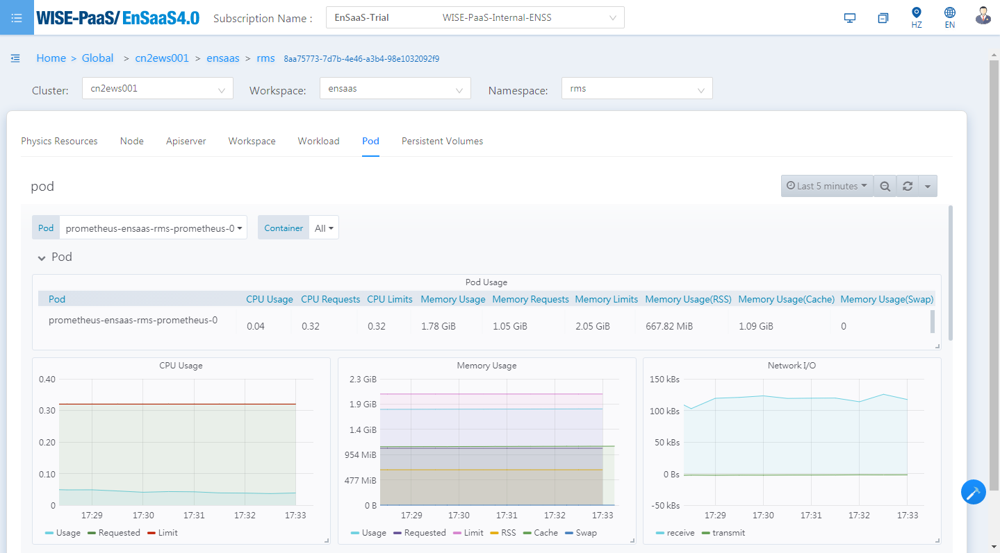 WISE-PaaS/ EnSaaS4.0 Subscription Name : EnSaaS-Trial WISE-PaaS-Internal-ENSS HZ EN
Home > Global > cn2ews001 > ensaas > rms 8aa75773-7d7b-4e46-a3b4-98e1032092f9
Cluster: cn2ews001 Workspace: ensaas Namespace: rms
Physics Resources Node Apiserver Workspace Workload Pod Persistent Volumes
pod Last 5 minutes
Pod prometheus-ensaas-rms-prometheus-0 Container All
Pod
Pod Usage
Pod CPU Usage CPU Requests CPU Limits Memory Usage Memory Requests Memory Limits Memory Usage(RSS) Memory Usage(Cache) Memory Usage(Swap)
prometheus-ensaas-rms-prometheus-0 0.04 0.32 0.32 1.78 GiB 1.05 GiB 2.05 GiB 667.82 MiB 1.09 GiB 0
CPU Usage
0.40
0.30
0.20
0.10
0
17:29 17:30 17:31 17:32 17:33
Usage Requested Limit
Memory Usage
2.3 GiB
1.9 GiB
1.4 GiB
954 MiB
477 MiB
0 B
17:29 17:30 17:31 17:32 17:33
Usage Requested Limit RSS Cache Swap
Network I/O
150 kBs
100 kBs
50 kBs
0 Bs
-50 kBs
17:29 17:30 17:31 17:32 17:33
receive transmit